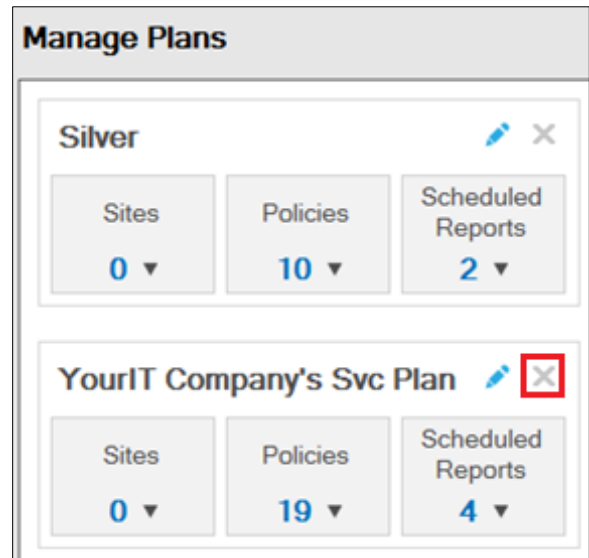 Manage Plans
Silver
Sites
Policies
Scheduled
Reports
0
10
2
YourIT Company's Svc Plan
Sites
Policies
Scheduled
Reports
0
19
4